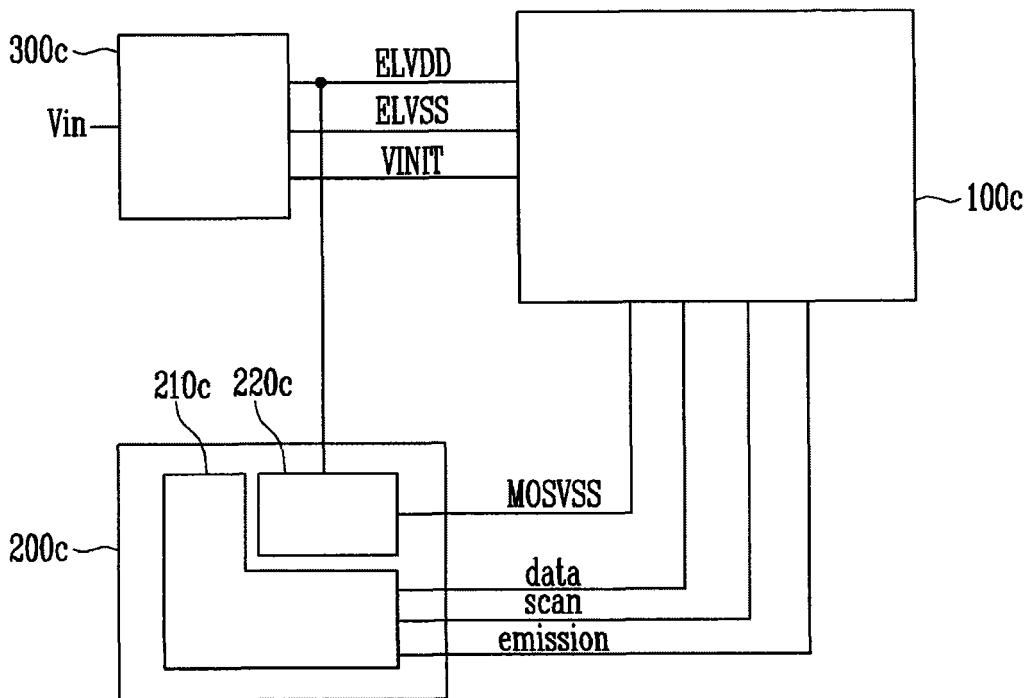 300c
ELVDD
Vin
ELVSS
VINIT
100c
210c
220c
MOSVSS
200c
data
scan
emission